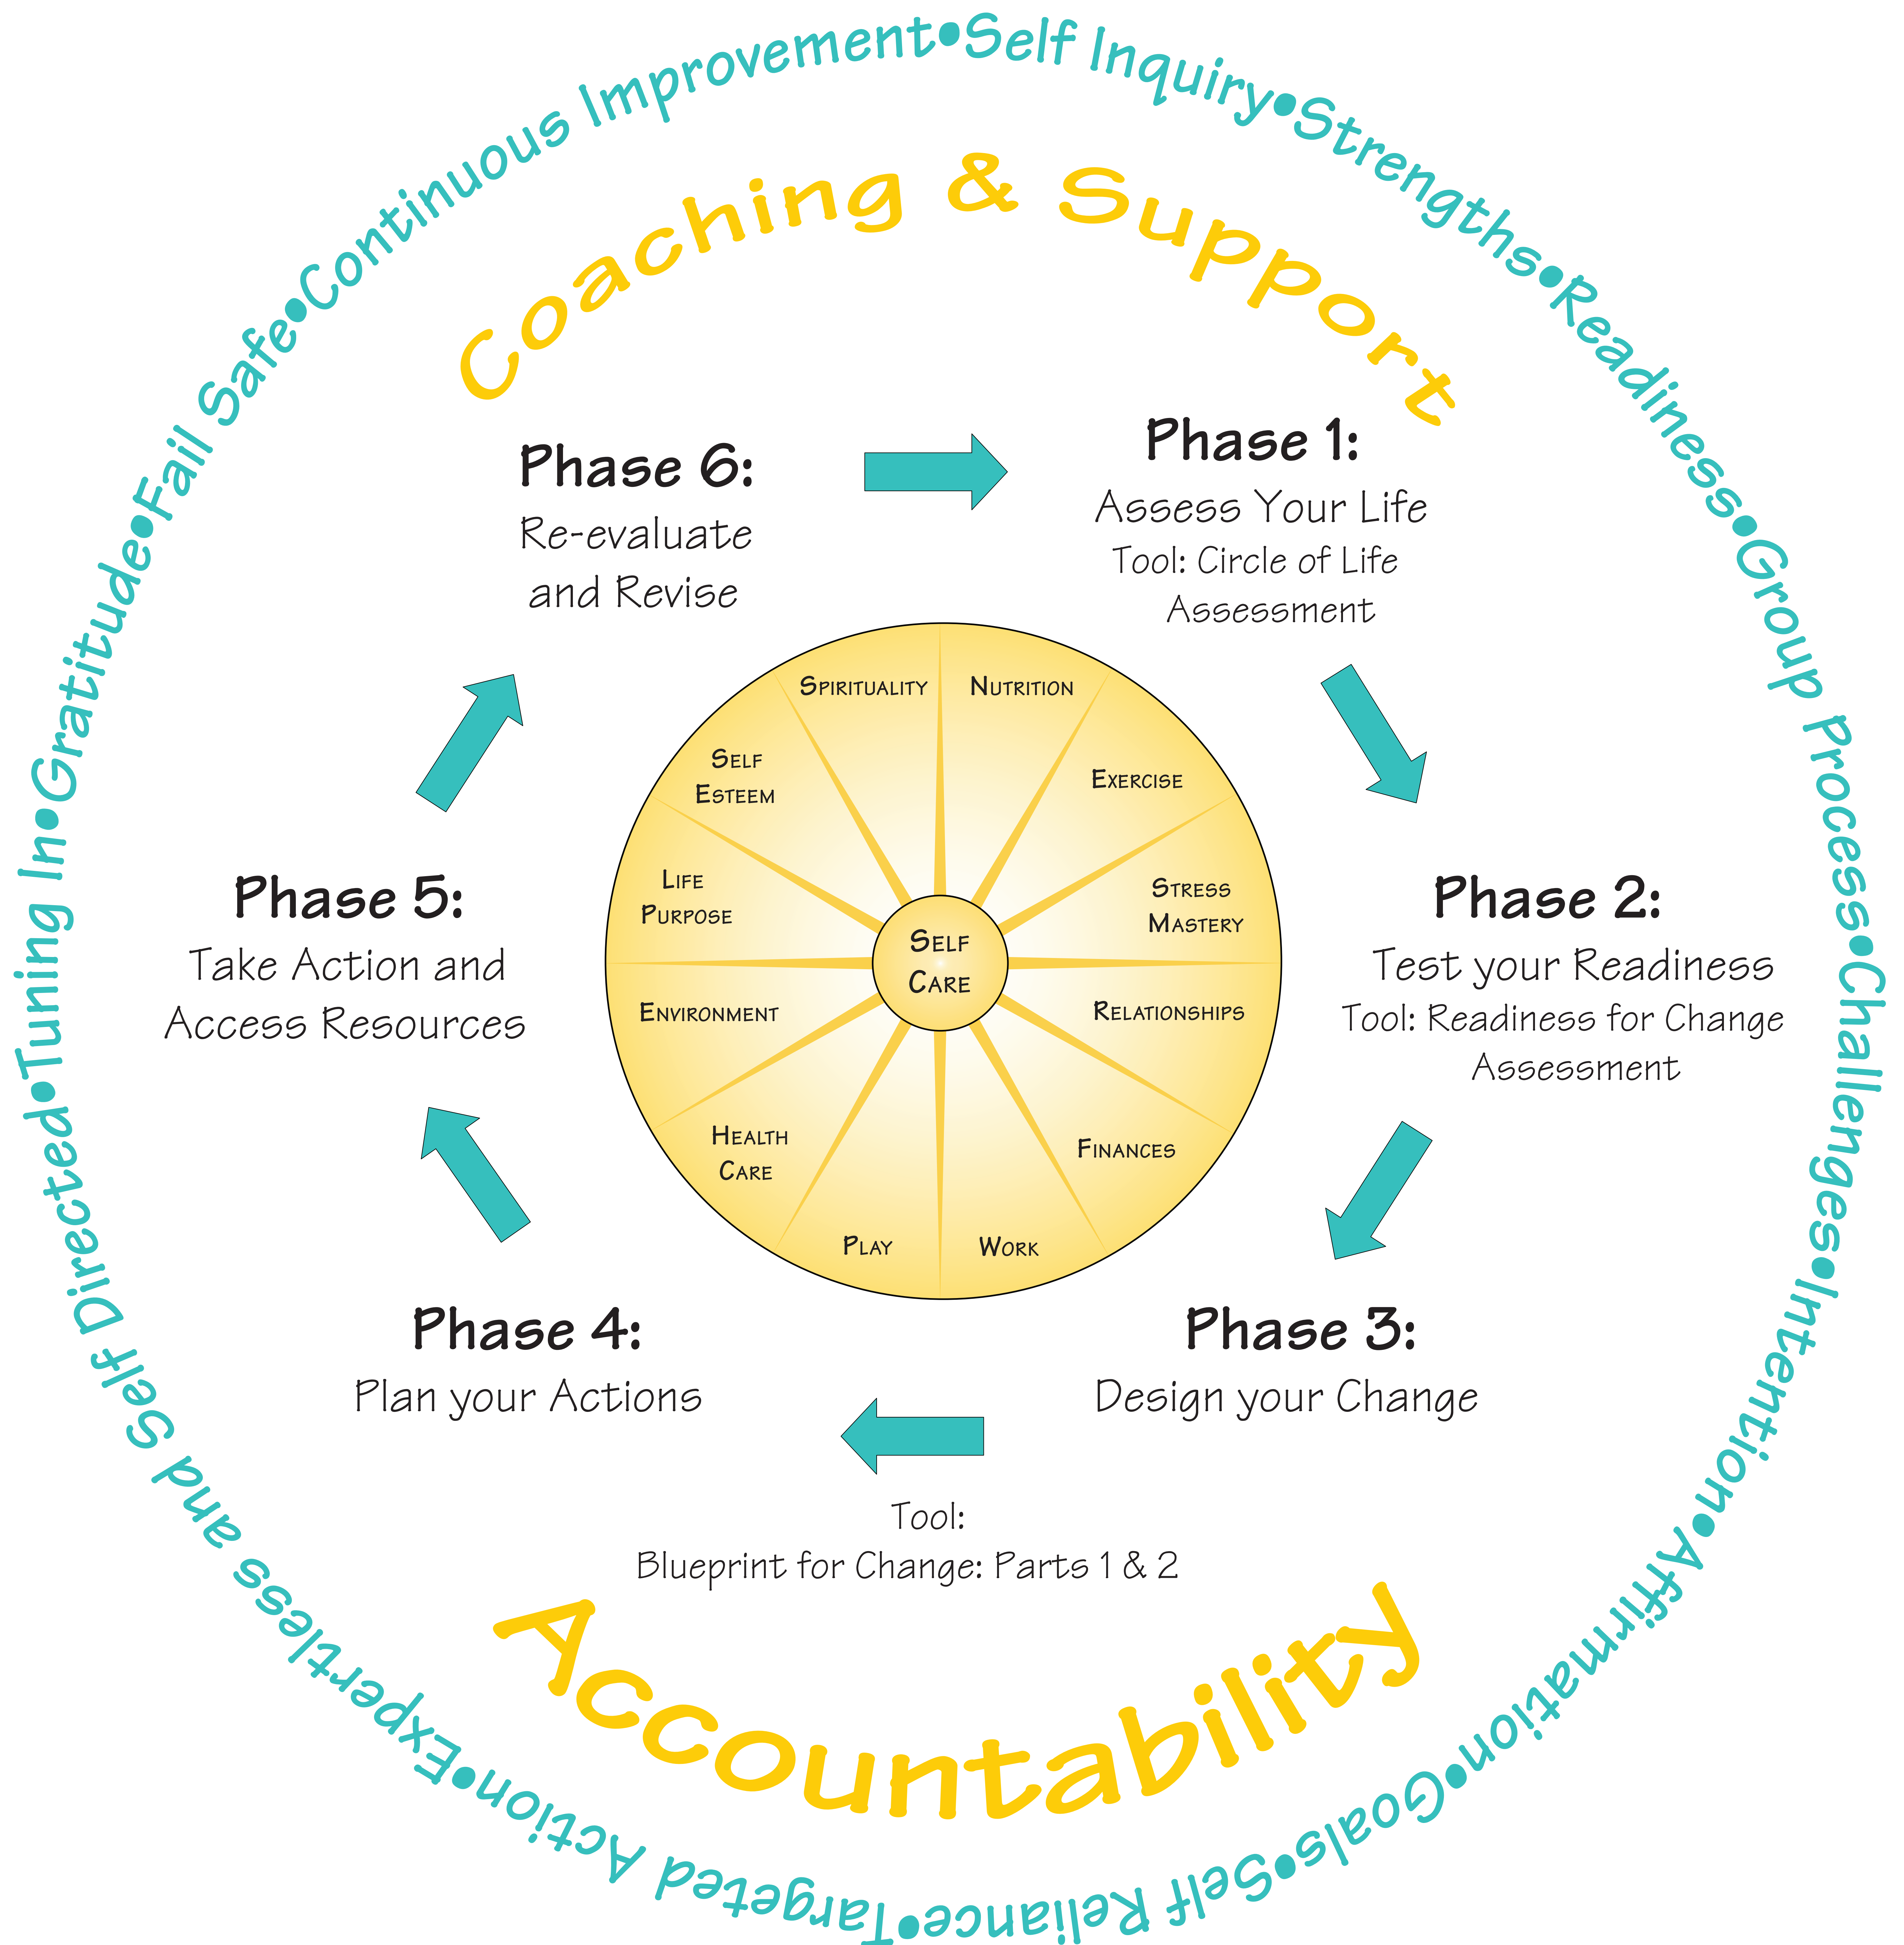 Self Inquiry•Strengths•Readiness•Group Process•Challenges•Intention•Affirmation•Goals•Self Reliance•Targeted Action•Expertless and Self Directed•Tuning In•Gratitude•Fail Safe•Continuous Improvement•
Coaching & Support
Phase 1:
Assess Your Life
Tool: Circle of Life
Assessment
Phase 2:
Test your Readiness
Tool: Readiness for Change
Assessment
Phase 3:
Design your Change
Tool:
Blueprint for Change: Parts 1 & 2
Phase 4:
Plan your Actions
Phase 5:
Take Action and
Access Resources
Phase 6:
Re-evaluate
and Revise
Nutrition
Exercise
Stress
Mastery
Relationships
Finances
Work
Play
Health
Care
Environment
Life
Purpose
Self
Esteem
Spirituality
Self
Care
Accountability